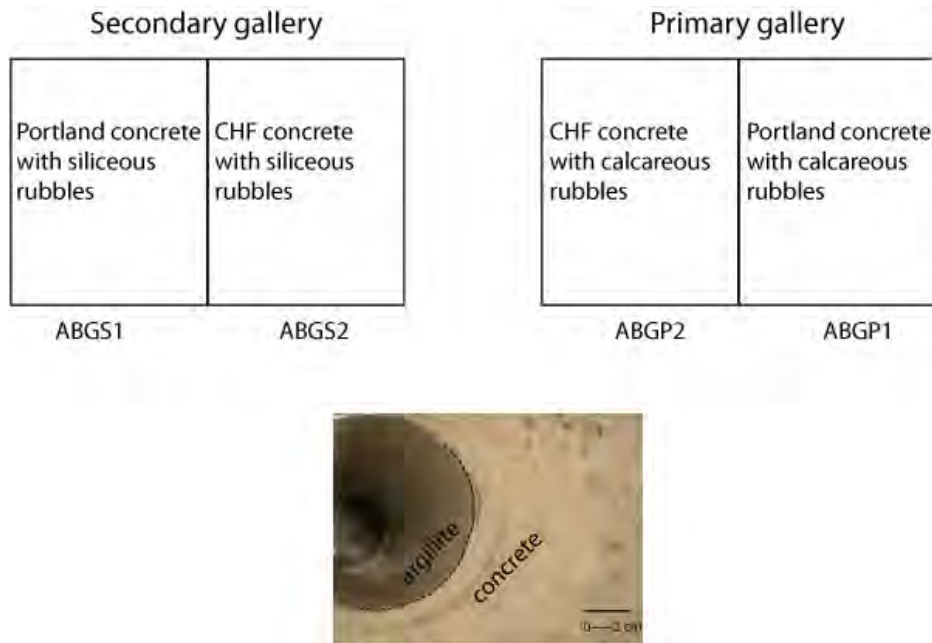 Secondary gallery
Primary gallery
Portland concrete
with siliceous
rubbles
CHF concrete
with siliceous
rubbles
CHF concrete
with calcareous
rubbles
Portland concrete
with calcareous
rubbles
ABGS1
ABGS2
ABGP2
ABGP1
argilite
concrete